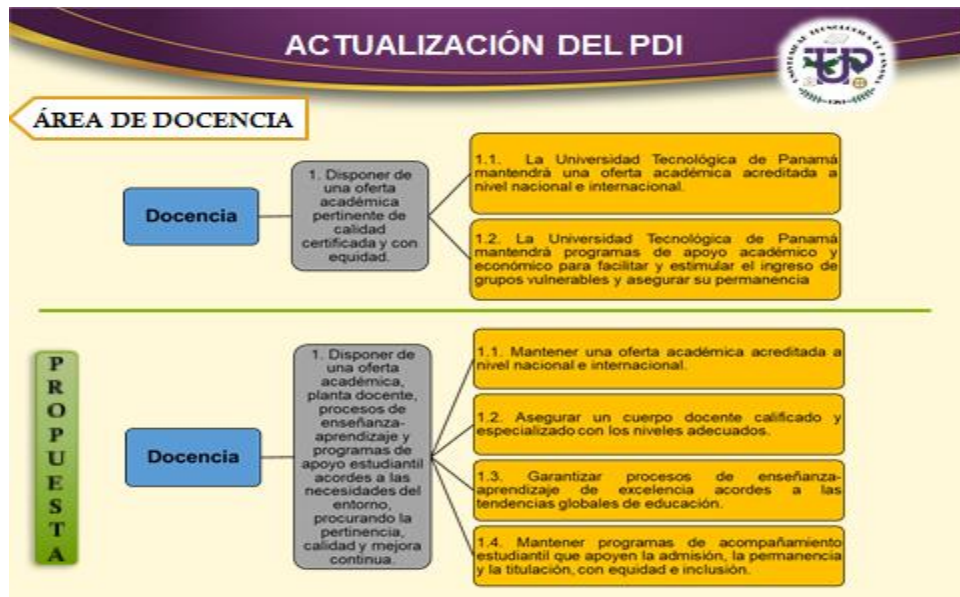 ACTUALIZACIÓN DEL PDI
UTP
ÁREA DE DOCENCIA
Docencia
1. Disponer de
una oferta
académica
pertinente de
calidad
certificada y con
equidad.
1.1. La Universidad Tecnológica de Panamá
mantendrá una oferta académica acreditada a
nivel nacional e internacional.
1.2. La Universidad Tecnológica de Panamá
mantendrá programas de apoyo académico y
económico para facilitar y estimular el ingreso de
grupos vulnerables y asegurar su permanencia
PROPUESTA
Docencia
1. Disponer de
una oferta
académica,
planta docente,
procesos de
enseñanza-
aprendizaje y
programas de
apoyo estudiantil
acordes a las
necesidades del
entorno,
procurando la
pertinencia,
calidad y mejora
continua.
1.1. Mantener una oferta académica acreditada a
nivel nacional e internacional.
1.2. Asegurar un cuerpo docente calificado y
especializado con los niveles adecuados.
1.3. Garantizar procesos de enseñanza-
aprendizaje de excelencia acordes a las
tendencias globales de educación.
1.4. Mantener programas de acompañamiento
estudiantil que apoyen la admisión, la permanencia
y la titulación, con equidad e inclusión.